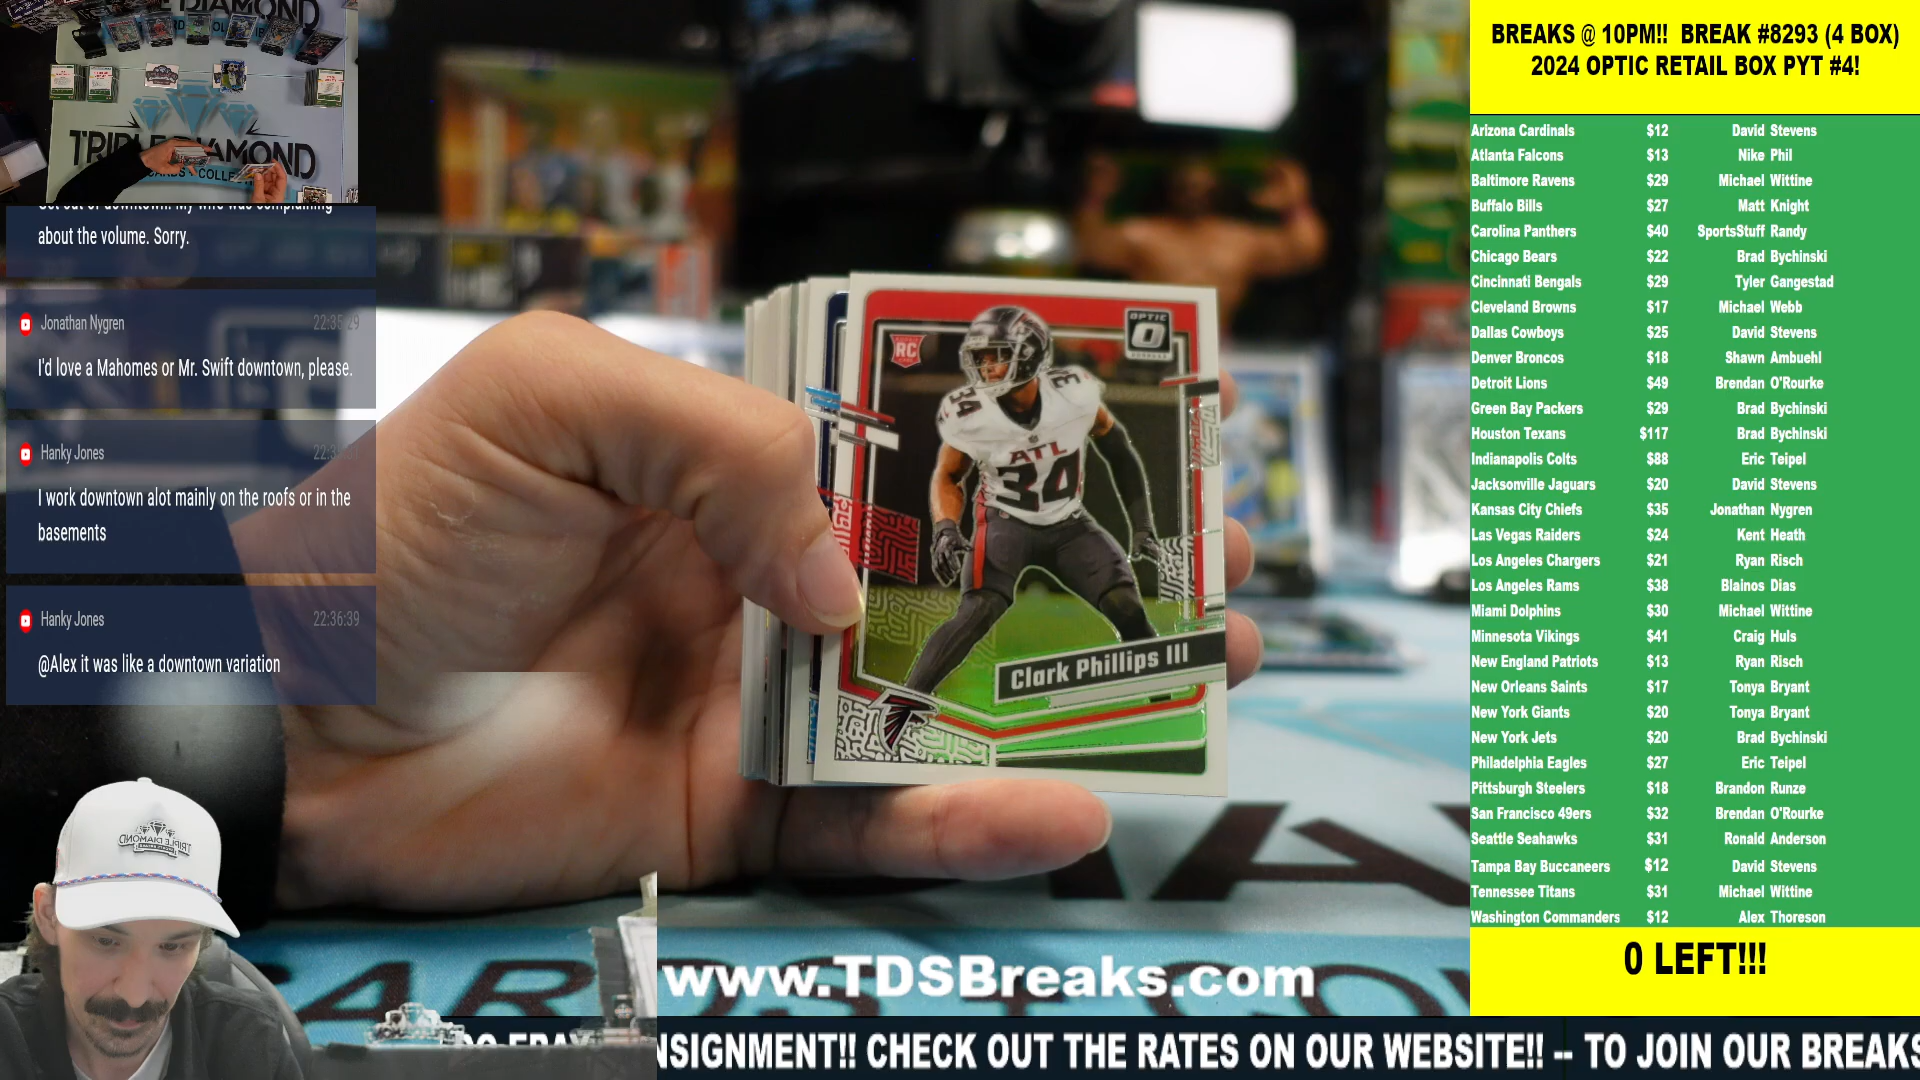 about the volume. Sorry.
Jonathan Nygren
I'd love a Mahomes or Mr. Swift downtown, please.
Hanky Jones
I work downtown alot mainly on the roofs or in the
basements
Hanky Jones 22:36:39
@Alex it was like a downtown variation
TRIPLE DIAMOND
OPTIC
RC
34
ATL
34
Clark Phillips III
TRIPLE DIAMOND
BREAKS @ 10PM!! BREAK #8293 (4 BOX)
2024 OPTIC RETAIL BOX PYT #4!
Arizona Cardinals $12 David Stevens
Atlanta Falcons $13 Nike Phil
Baltimore Ravens $29 Michael Wittine
Buffalo Bills $27 Matt Knight
Carolina Panthers $40 SportsStuff Randy
Chicago Bears $22 Brad Bychinski
Cincinnati Bengals $29 Tyler Gangestad
Cleveland Browns $17 Michael Webb
Dallas Cowboys $25 David Stevens
Denver Broncos $18 Shawn Ambuehl
Detroit Lions $49 Brendan O'Rourke
Green Bay Packers $29 Brad Bychinski
Houston Texans $117 Brad Bychinski
Indianapolis Colts $88 Eric Teipel
Jacksonville Jaguars $20 David Stevens
Kansas City Chiefs $35 Jonathan Nygren
Las Vegas Raiders $24 Kent Heath
Los Angeles Chargers $21 Ryan Risch
Los Angeles Rams $38 Blainos Dias
Miami Dolphins $30 Michael Wittine
Minnesota Vikings $41 Craig Huls
New England Patriots $13 Ryan Risch
New Orleans Saints $17 Tonya Bryant
New York Giants $20 Tonya Bryant
New York Jets $20 Brad Bychinski
Philadelphia Eagles $27 Eric Teipel
Pittsburgh Steelers $18 Brandon Runze
San Francisco 49ers $32 Brendan O'Rourke
Seattle Seahawks $31 Ronald Anderson
Tampa Bay Buccaneers $12 David Stevens
Tennessee Titans $31 Michael Wittine
Washington Commanders $12 Alex Thoreson
0 LEFT!!!
www.TDSBreaks.com
NSIGNMENT!! CHECK OUT THE RATES ON OUR WEBSITE!! -- TO JOIN OUR BREAKS